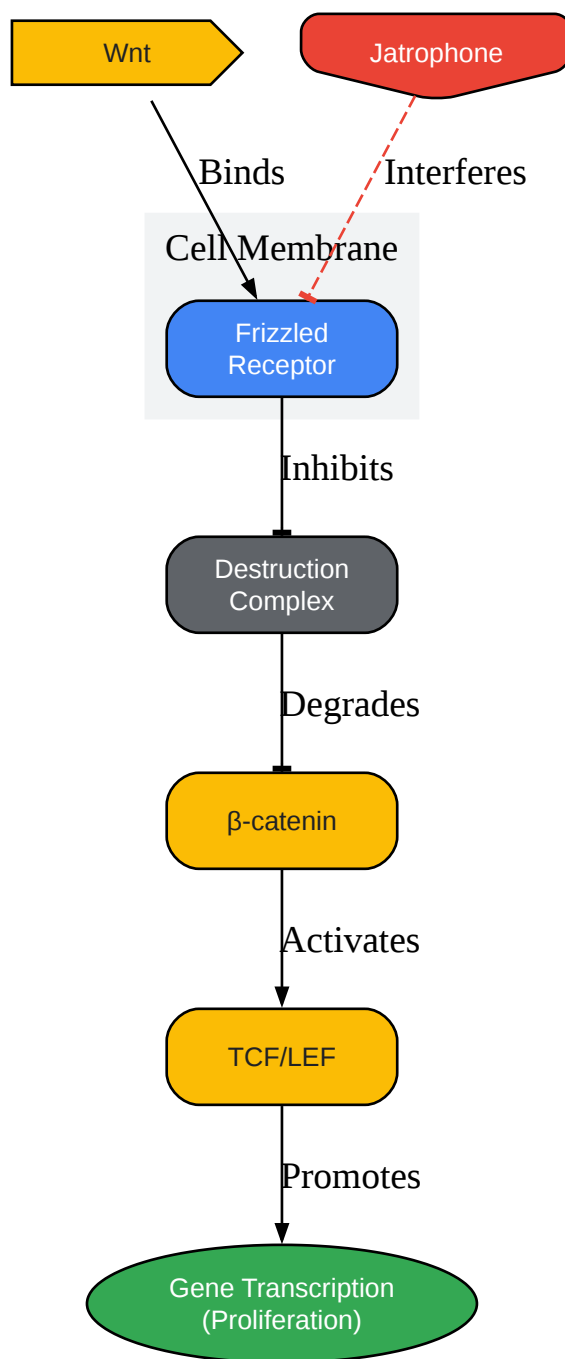 Wnt
Jatrophone
Binds
Interferes
Cell Membrane
Frizzled
Receptor
Inhibits
Destruction
Complex
Degrades
β-catenin
Activates
TCF/LEF
Promotes
Gene Transcription
(Proliferation)